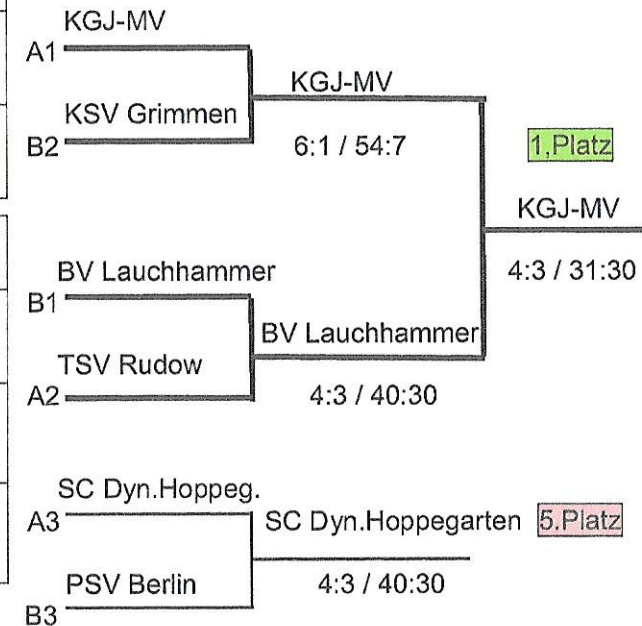 KGJ-MV
A1
KGJ-MV
KSV Grimmen
B2
6:1 / 54:7
1,Platz
KGJ-MV
BV Lauchhammer
B1
4:3 / 31:30
BV Lauchhammer
TSV Rudow
A2
4:3 / 40:30
SC Dyn.Hoppeg.
A3
SC Dyn.Hoppegarten
5.Platz
PSV Berlin
4:3 / 40:30
B3